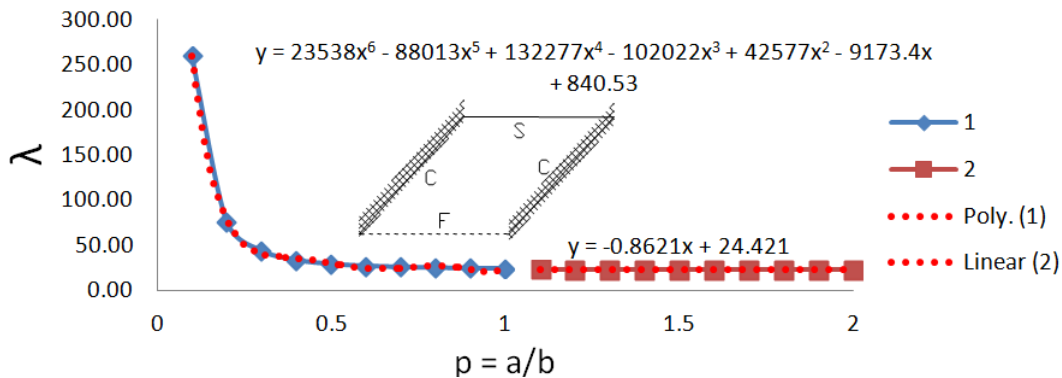 300.00
250.00
200.00
150.00
100.00
50.00
0.00
λ
y = 23538x⁶ - 88013x⁵ + 132277x⁴ - 102022x³ + 42577x² - 9173.4x
+ 840.53
S
C
C
F
y = -0.8621x + 24.421
1
2
Poly. (1)
Linear (2)
0
0.5
1
1.5
2
p = a/b